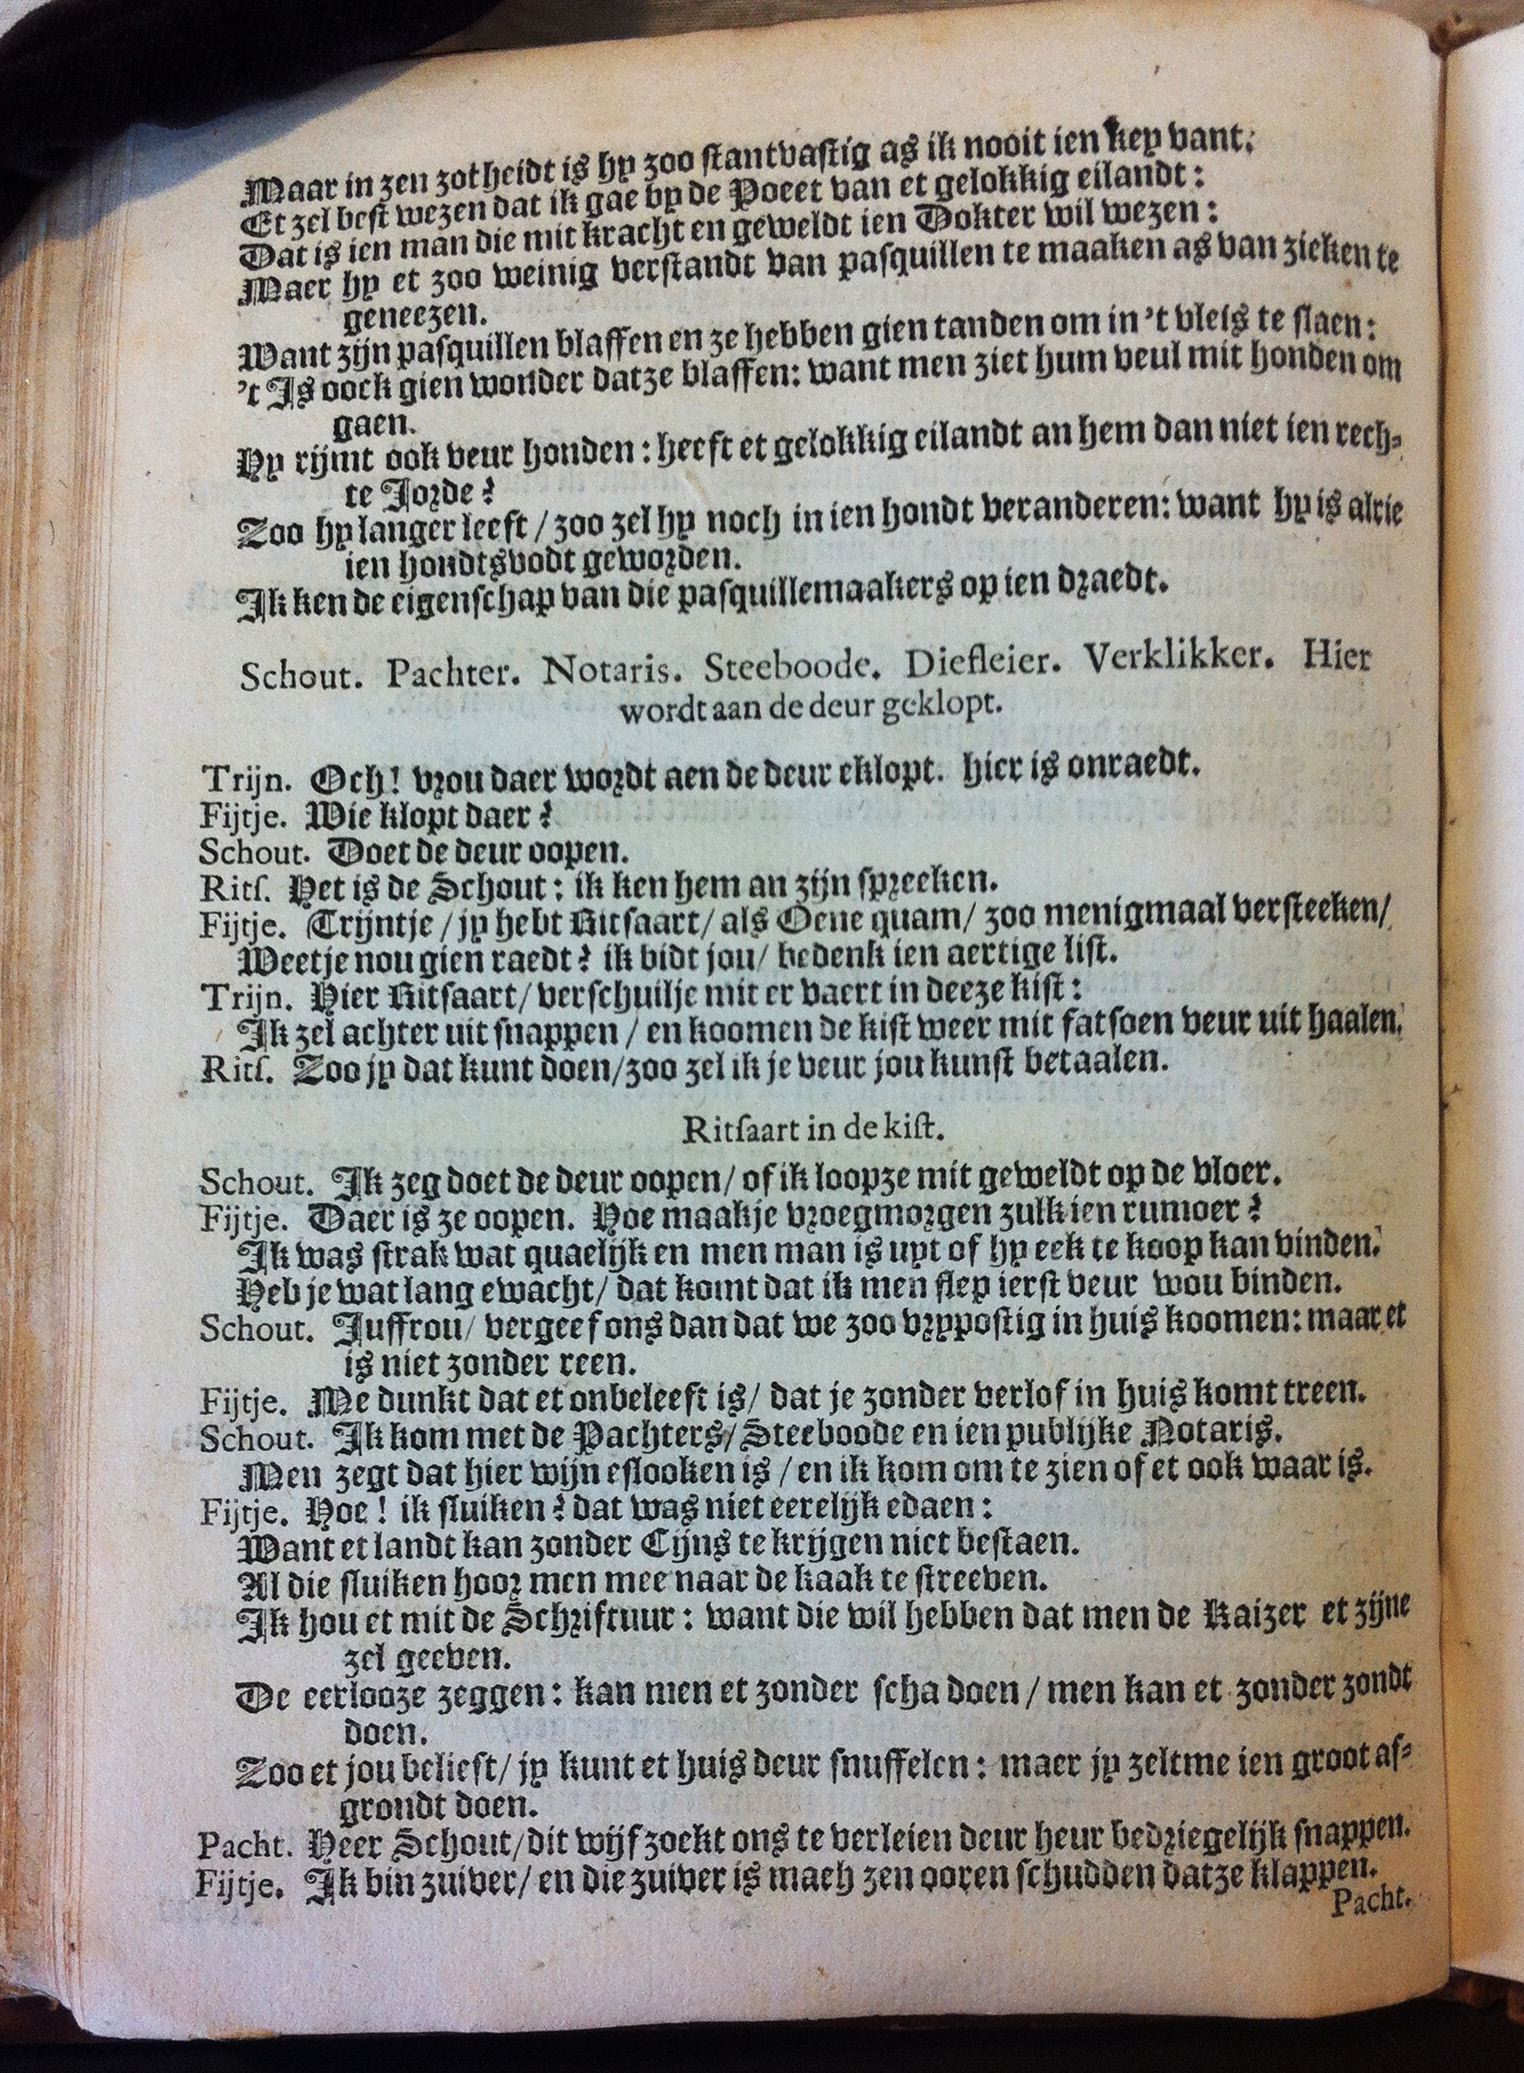 Maar in zen zotheidt is hy zoo stantvastig as ik nooit ien key vant.
Et zel best wezen dat ik gae by de Poeet van et gelokkig eilandt:
Dat is ien man die mit kracht en geweldt ien Dokter wil wezen:
Maer hy et zoo weinig verstandt van pasquillen te maaken as van zieken te
geneezen.
Want zijn pasquillen blaffen en ze hebben gien tanden om in 't vleis te slaen:
't Is oock gien wonder datze blaffen: want men ziet hum veul mit honden om
gaen.
Hy rijmt ook veur honden: heeft et gelokkig eilandt an hem dan niet ien rech-
te Jorde?
Zoo hy langer leeft / zoo zel hy noch in ien hondt veranderen: want hy is alrie
ien hondtsvodt geworden.
Ik ken de eigenschap van die pasquillemaakers op ien draedt.
Schout. Pachter. Notaris. Steeboode. Diefleier. Verklikker. Hier
wordt aan de deur geklopt.
Trijn. Och! vrou daer wordt aen de deur eklopt. hier is onraedt.
Fijtje. Wie klopt daer?
Schout. Doet de deur oopen.
Ritſ. Het is de Schout: ik ken hem an zijn spreeken.
Fijtje. Trijntje / jy hebt Ritsaart / als Oene quam / zoo menigmaal versteeken /
Weetje nou gien raedt? ik bidt jou / bedenk ien aertige list.
Trijn. Hier Ritsaart / verschuilje mit er vaert in deeze kist:
Ik zel achter uit snappen / en koomen de kist weer mit fatsoen veur uit haalen.
Ritſ. Zoo jy dat kunt doen / zoo zel ik je veur jou kunst betaalen.
Ritſaart in de kiſt.
Schout. Ik zeg doet de deur oopen / of ik loopze mit geweldt op de vloer.
Fijtje. Daer is ze oopen. Hoe maakje vroegmorgen zulk ien rumoer?
Ik was strak wat quaelijk en men man is uyt of hy eek te koop kan vinden.
Heb je wat lang ewacht / dat komt dat ik men slep ierst veur wou binden.
Schout. Juffrou / vergeef ons dan dat we zoo vrypostig in huis koomen: maar et
is niet zonder reen.
Fijtje. Me dunkt dat et onbeleeft is / dat je zonder verlof in huis komt treen.
Schout. Ik kom met de Pachters / Steeboode en ien publijke Notaris.
Men zegt dat hier wijn eslooken is / en ik kom om te zien of et ook waar is.
Fijtje. Hoe! ik sluiken? dat was niet eerelijk edaen:
Want et landt kan zonder Cijns te krijgen niet bestaen.
Al die sluiken hoor men mee naar de kaak te streeven.
Ik hou et mit de Schriftuur: want die wil hebben dat men de Kaizer et zijne
zel geeven.
De eerlooze zeggen: kan men et zonder scha doen / men kan et zonder zondt
doen.
Zoo et jou belieft / jy kunt et huis deur snuffelen: maer jy zeltme ien groot af-
grondt doen.
Pacht. Heer Schout / dit wijf zoekt ons te verleien deur heur bedriegelijk snappen.
Fijtje. Ik bin zuiver / en die zuiver is mach zen ooren schudden datze klappen.
Pacht.